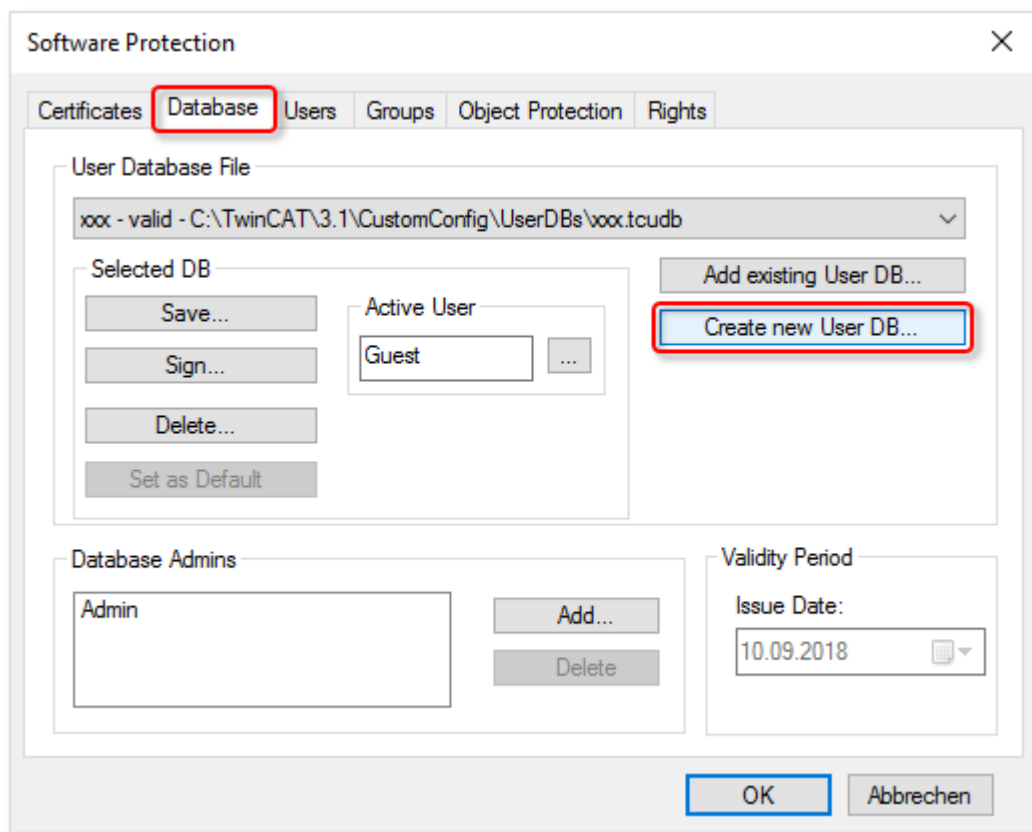 Software Protection
Certificates Database Users Groups Object Protection Rights
User Database File
xxx - valid - C:\TwinCAT\3.1\CustomConfig\UserDBs\xxx.tcudb
Selected DB
Save...
Sign...
Delete...
Set as Default
Active User
Guest
...
Add existing User DB...
Create new User DB...
Database Admins
Admin
Add...
Delete
Validity Period
Issue Date:
10.09.2018
OK
Abbrechen